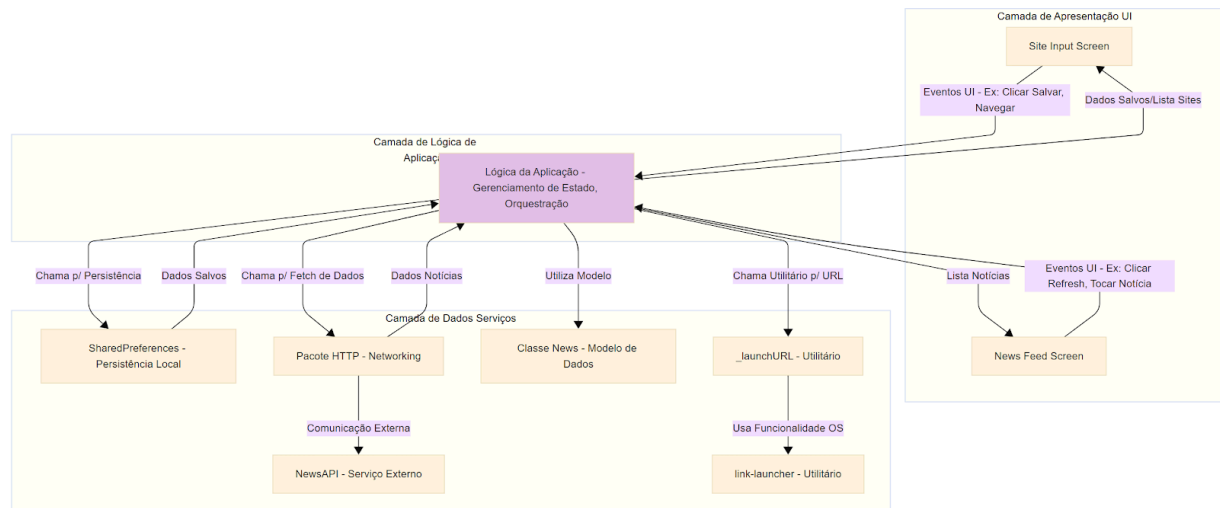 Camada de Apresentação UI
Site Input Screen
Eventos UI - Ex: Clicar Salvar,
Navegar
Dados Salvos/Lista Sites
Camada de Lógica de
Aplicaç
Lógica da Aplicação -
Gerenciamento de Estado,
Orquestração
Chama p/ Persistência
Dados Salvos
Chama p/ Fetch de Dados
Dados Notícias
Utiliza Modelo
Chama Utilitário p/ URL
Lista Notícias
Eventos UI - Ex: Clicar
Refresh, Tocar Notícia
Camada de Dados Serviços
SharedPreferences -
Persistência Local
Pacote HTTP - Networking
Classe News - Modelo de
Dados
_launchURL - Utilitário
News Feed Screen
Comunicação Externa
Usa Funcionalidade OS
NewsAPI - Serviço Externo
link-launcher - Utilitário